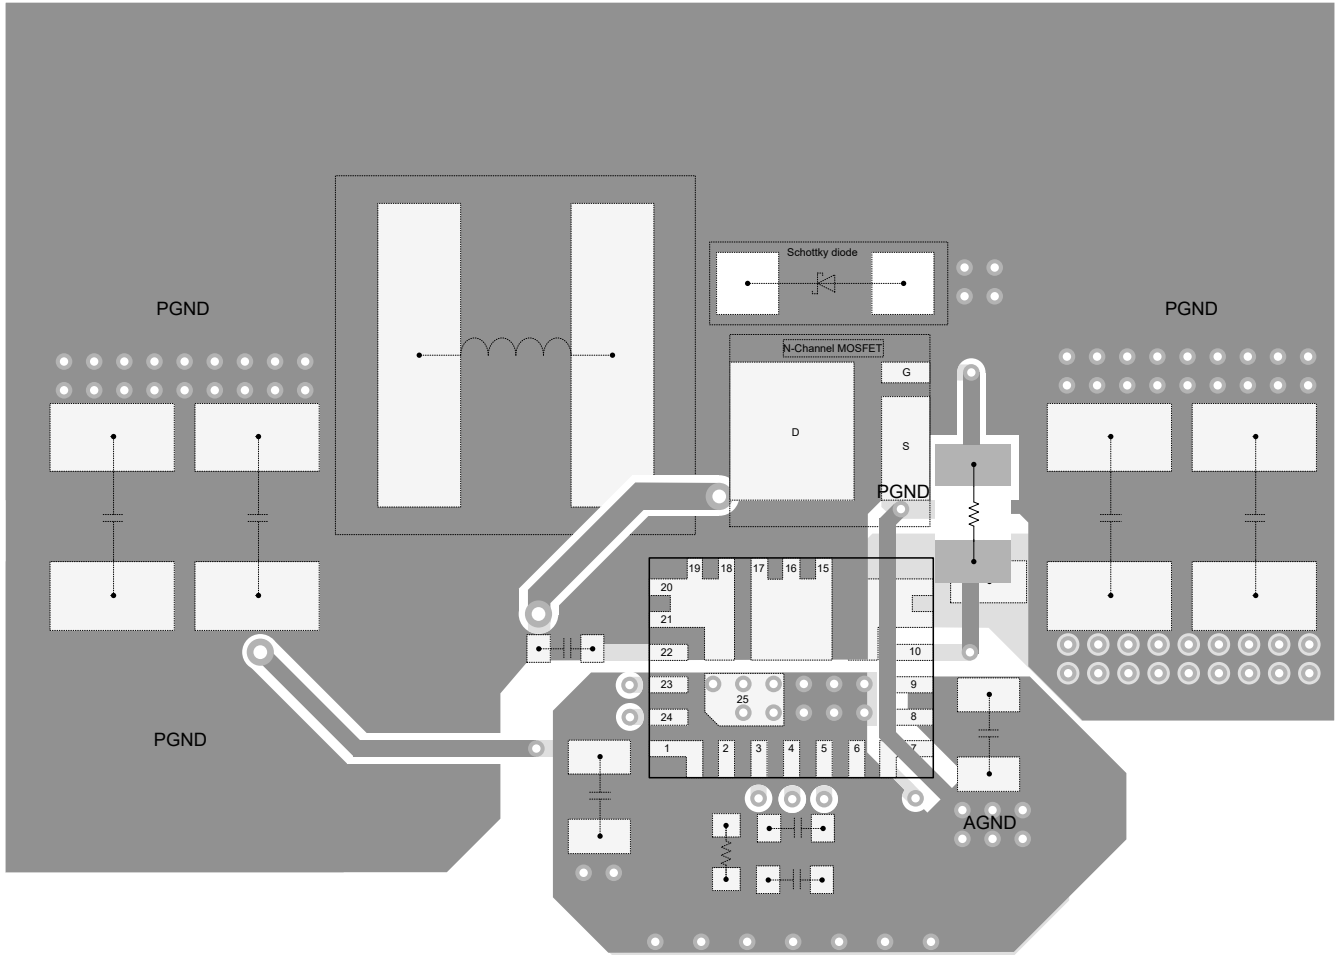 Schottky diode
PGND
PGND
N-Channel MOSFET
G
D
S
PGND
19
18
17
16
15
20
21
22
10
23
9
25
24
8
PGND
1
2
3
4
5
6
7
AGND